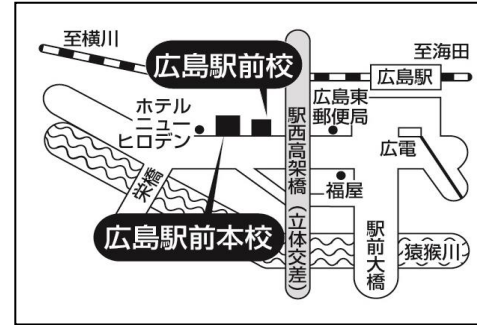 至横川
至海田
広島駅前校
広島駅
ホテル
ニュー
ヒロデン
広島東
郵便局
広電
駅西高架橋（立体交差）
福屋
栄橋
広島駅前本校
駅前大橋
猿猴川